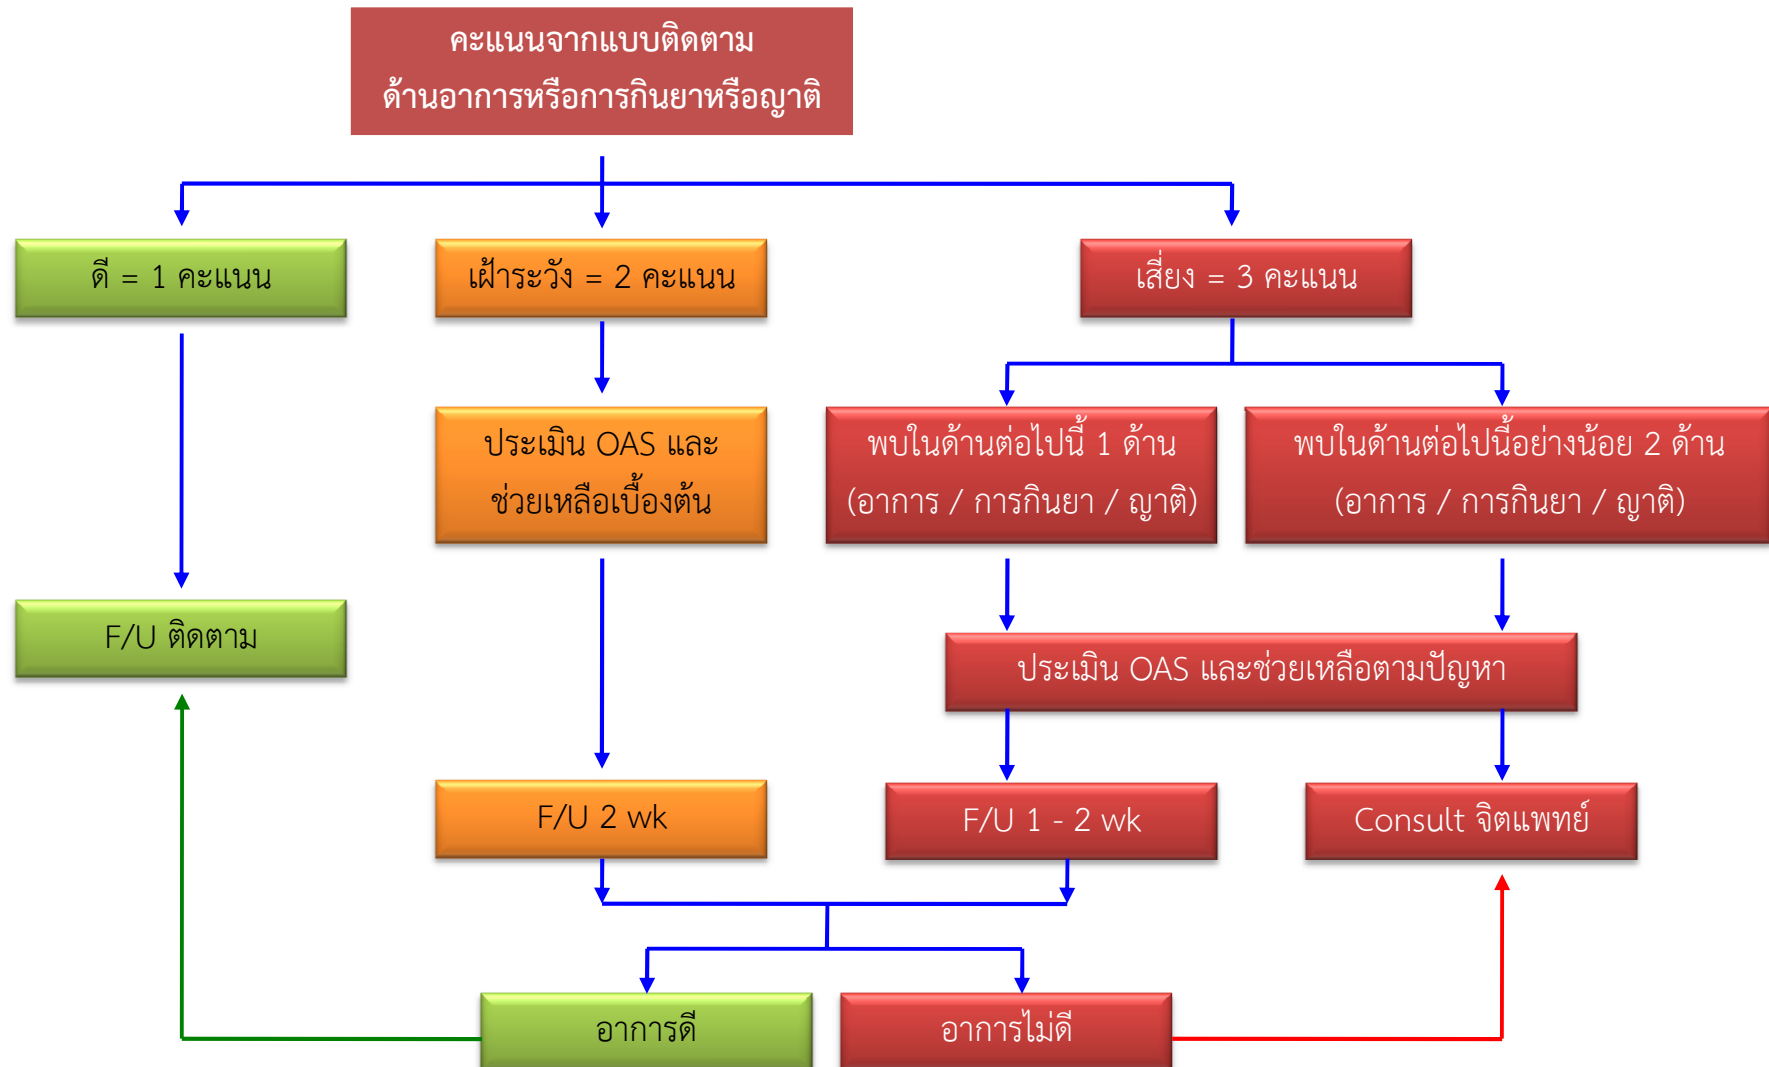 คะแนนจากแบบติดตาม
ด้านอาการหรือการกินยาหรือญาติ
ดี = 1 คะแนน
เฝ้าระวัง = 2 คะแนน
เสี่ยง = 3 คะแนน
ประเมิน OAS และ
ช่วยเหลือเบื้องต้น
พบในด้านต่อไปนี้ 1 ด้าน
(อาการ / การกินยา / ญาติ)
พบในด้านต่อไปนี้อย่างน้อย 2 ด้าน
(อาการ / การกินยา / ญาติ)
F/U ติดตาม
ประเมิน OAS และช่วยเหลือตามปัญหา
F/U 2 wk
F/U 1 - 2 wk
Consult จิตแพทย์
อาการดี
อาการไม่ดี